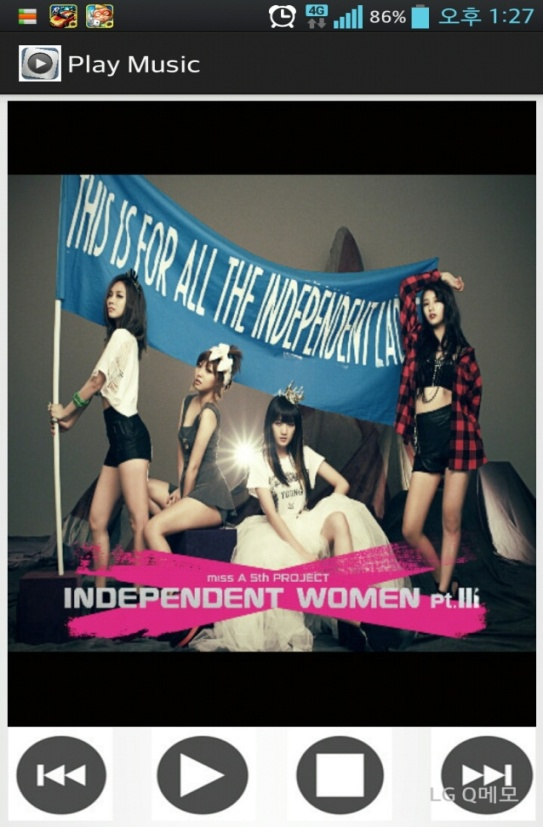 4G 86% 오후 1:27
Play Music
THIS IS FOR ALL THE INDEPENDENT
miss A 5th PROJECT
INDEPENDENT WOMEN Pt.III
LG Q메모